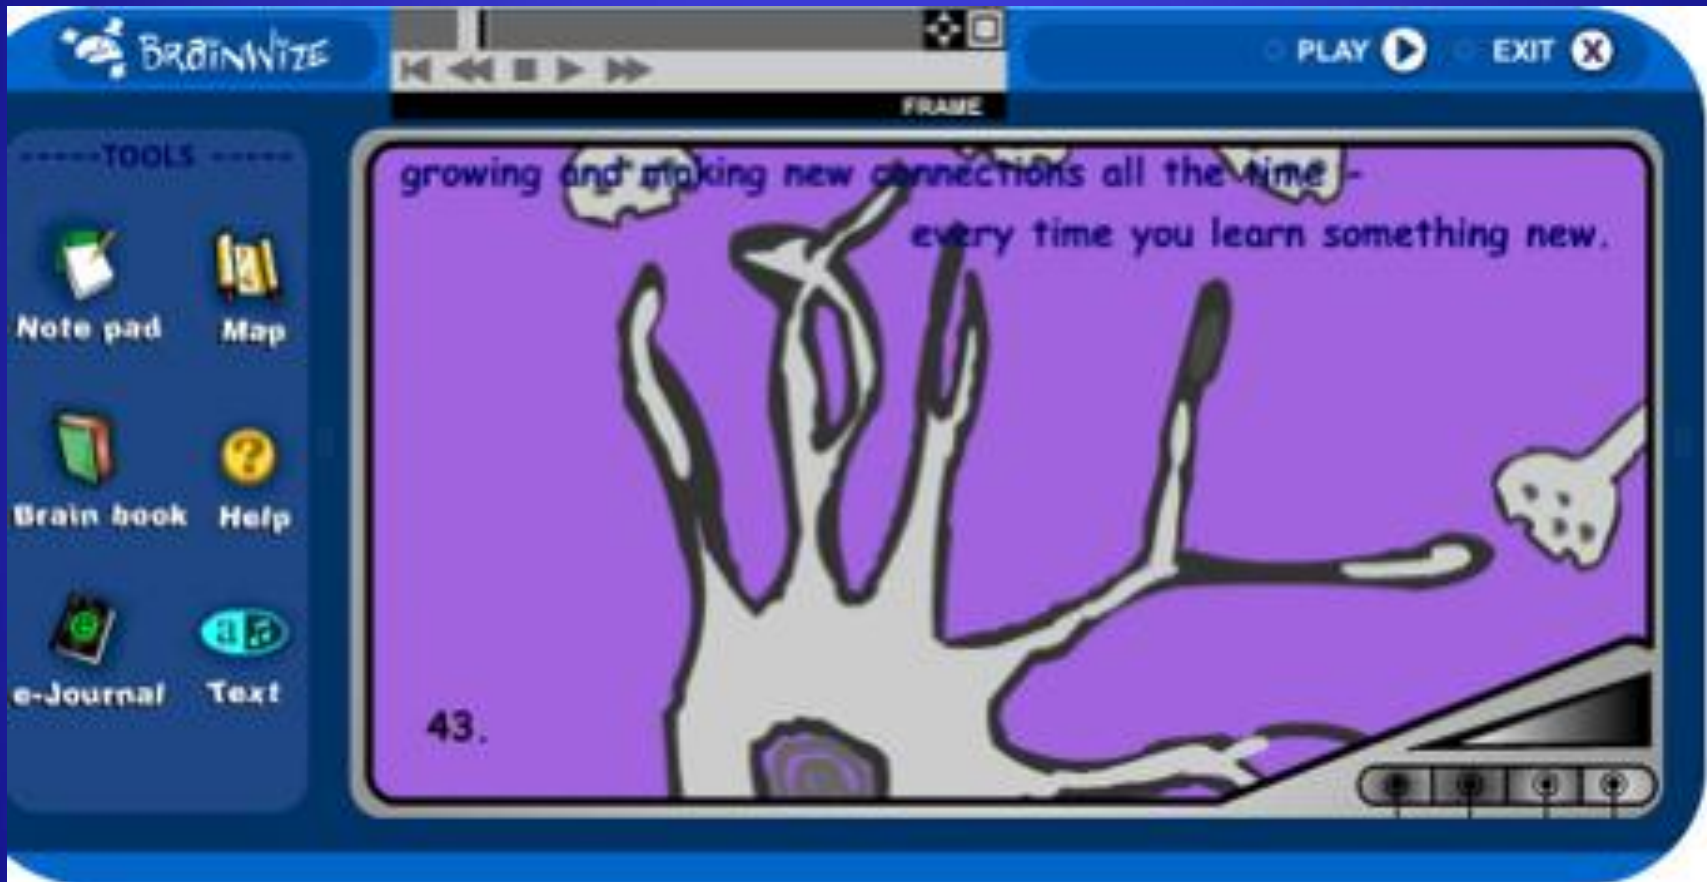 BRaiNWiZE
PLAY
EXIT X
FRAME
-----TOOLS -----
growing and making new connections all the time -
every time you learn something new.
Note pad
Map
Brain book
?
Help
e-Journal
a
Text
43.